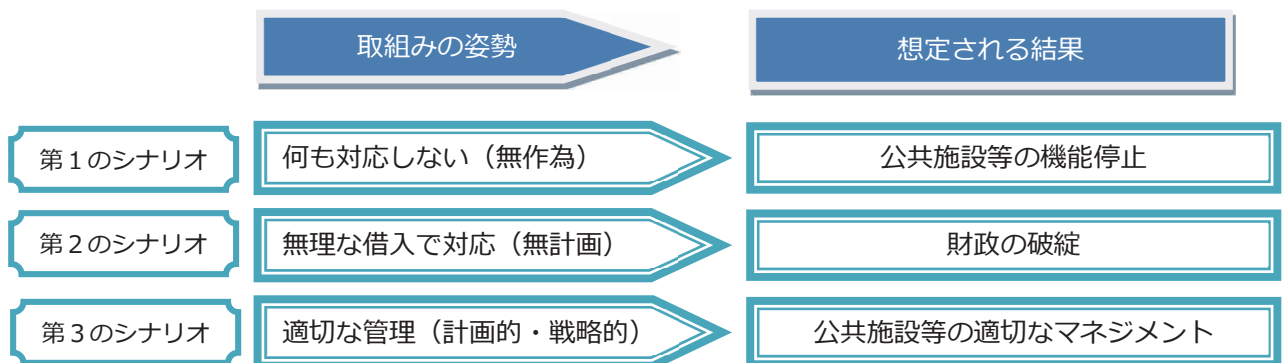 取組みの姿勢
想定される結果
第１のシナリオ
何も対応しない（無作為）
公共施設等の機能停止
第２のシナリオ
無理な借入で対応（無計画）
財政の破綻
第３のシナリオ
適切な管理（計画的・戦略的）
公共施設等の適切なマネジメント